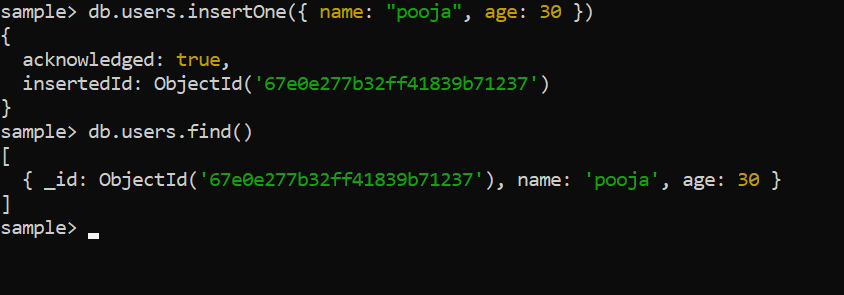 sample> db.users.insertOne({ name: "pooja", age: 30 })
{
  acknowledged: true,
  insertedId: ObjectId('67e0e277b32ff41839b71237')
}
sample> db.users.find()
[
  { _id: ObjectId('67e0e277b32ff41839b71237'), name: 'pooja', age: 30 }
]
sample>